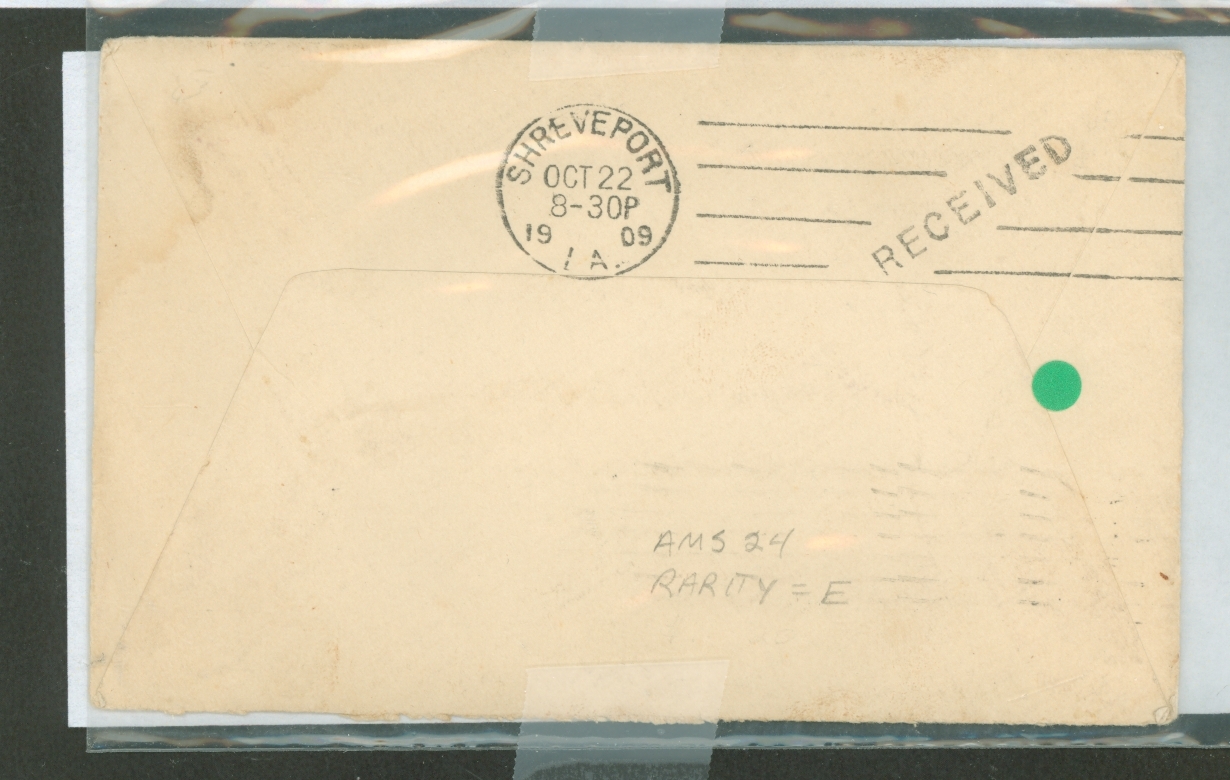 SHREVEPORT
OCT 22
8-30P
19 09
LA.
RECEIVED
AMS 24
RARITY = E